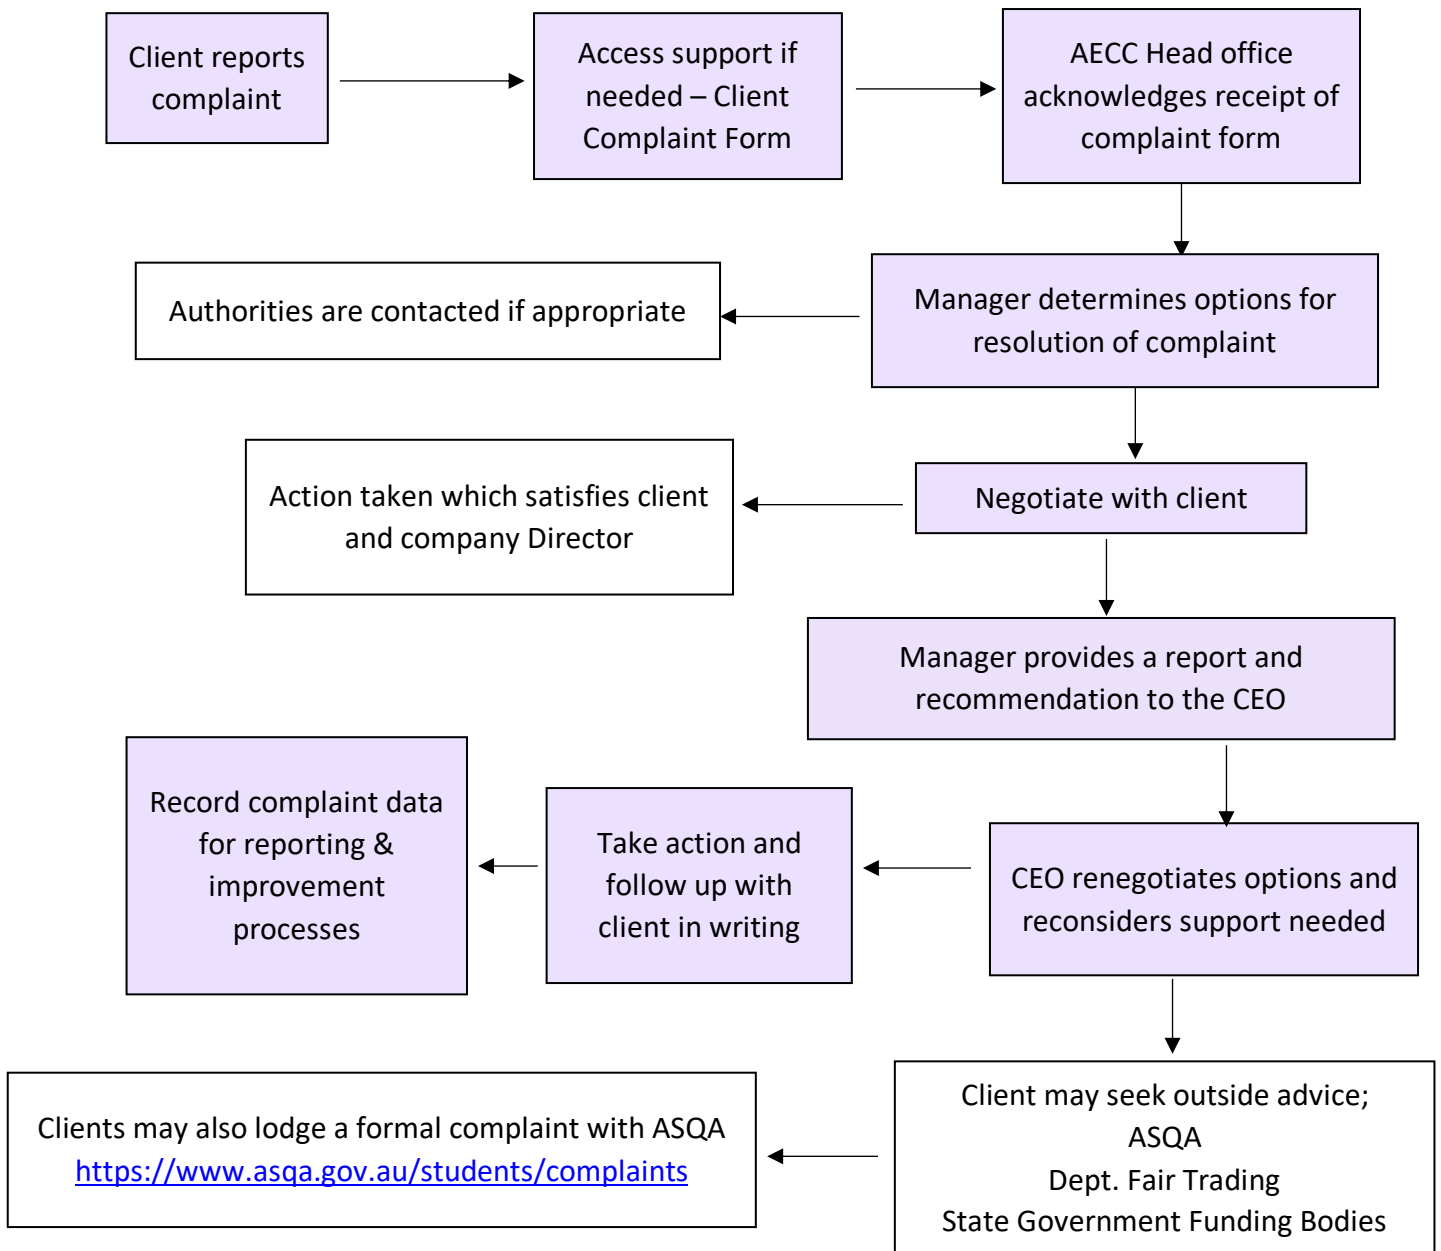 Client reports
complaint
Access support if
needed – Client
Complaint Form
AECC Head office
acknowledges receipt of
complaint form
Authorities are contacted if appropriate
Manager determines options for
resolution of complaint
Action taken which satisfies client
and company Director
Negotiate with client
Manager provides a report and
recommendation to the CEO
Record complaint data
for reporting &
improvement
processes
Take action and
follow up with
client in writing
CEO renegotiates options and
reconsiders support needed
Clients may also lodge a formal complaint with ASQA
https://www.asqa.gov.au/students/complaints
Client may seek outside advice;
ASQA
Dept. Fair Trading
State Government Funding Bodies